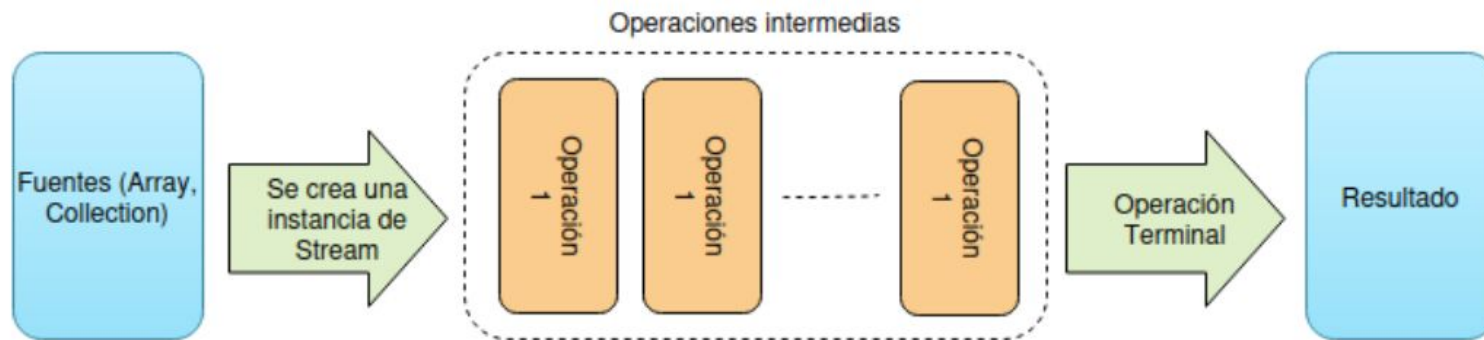 Operaciones intermedias
Fuentes (Array,
Collection)
Se crea una
instancia de
Stream
Operación
1
Operación
1
Operación
1
Operación
Terminal
Resultado